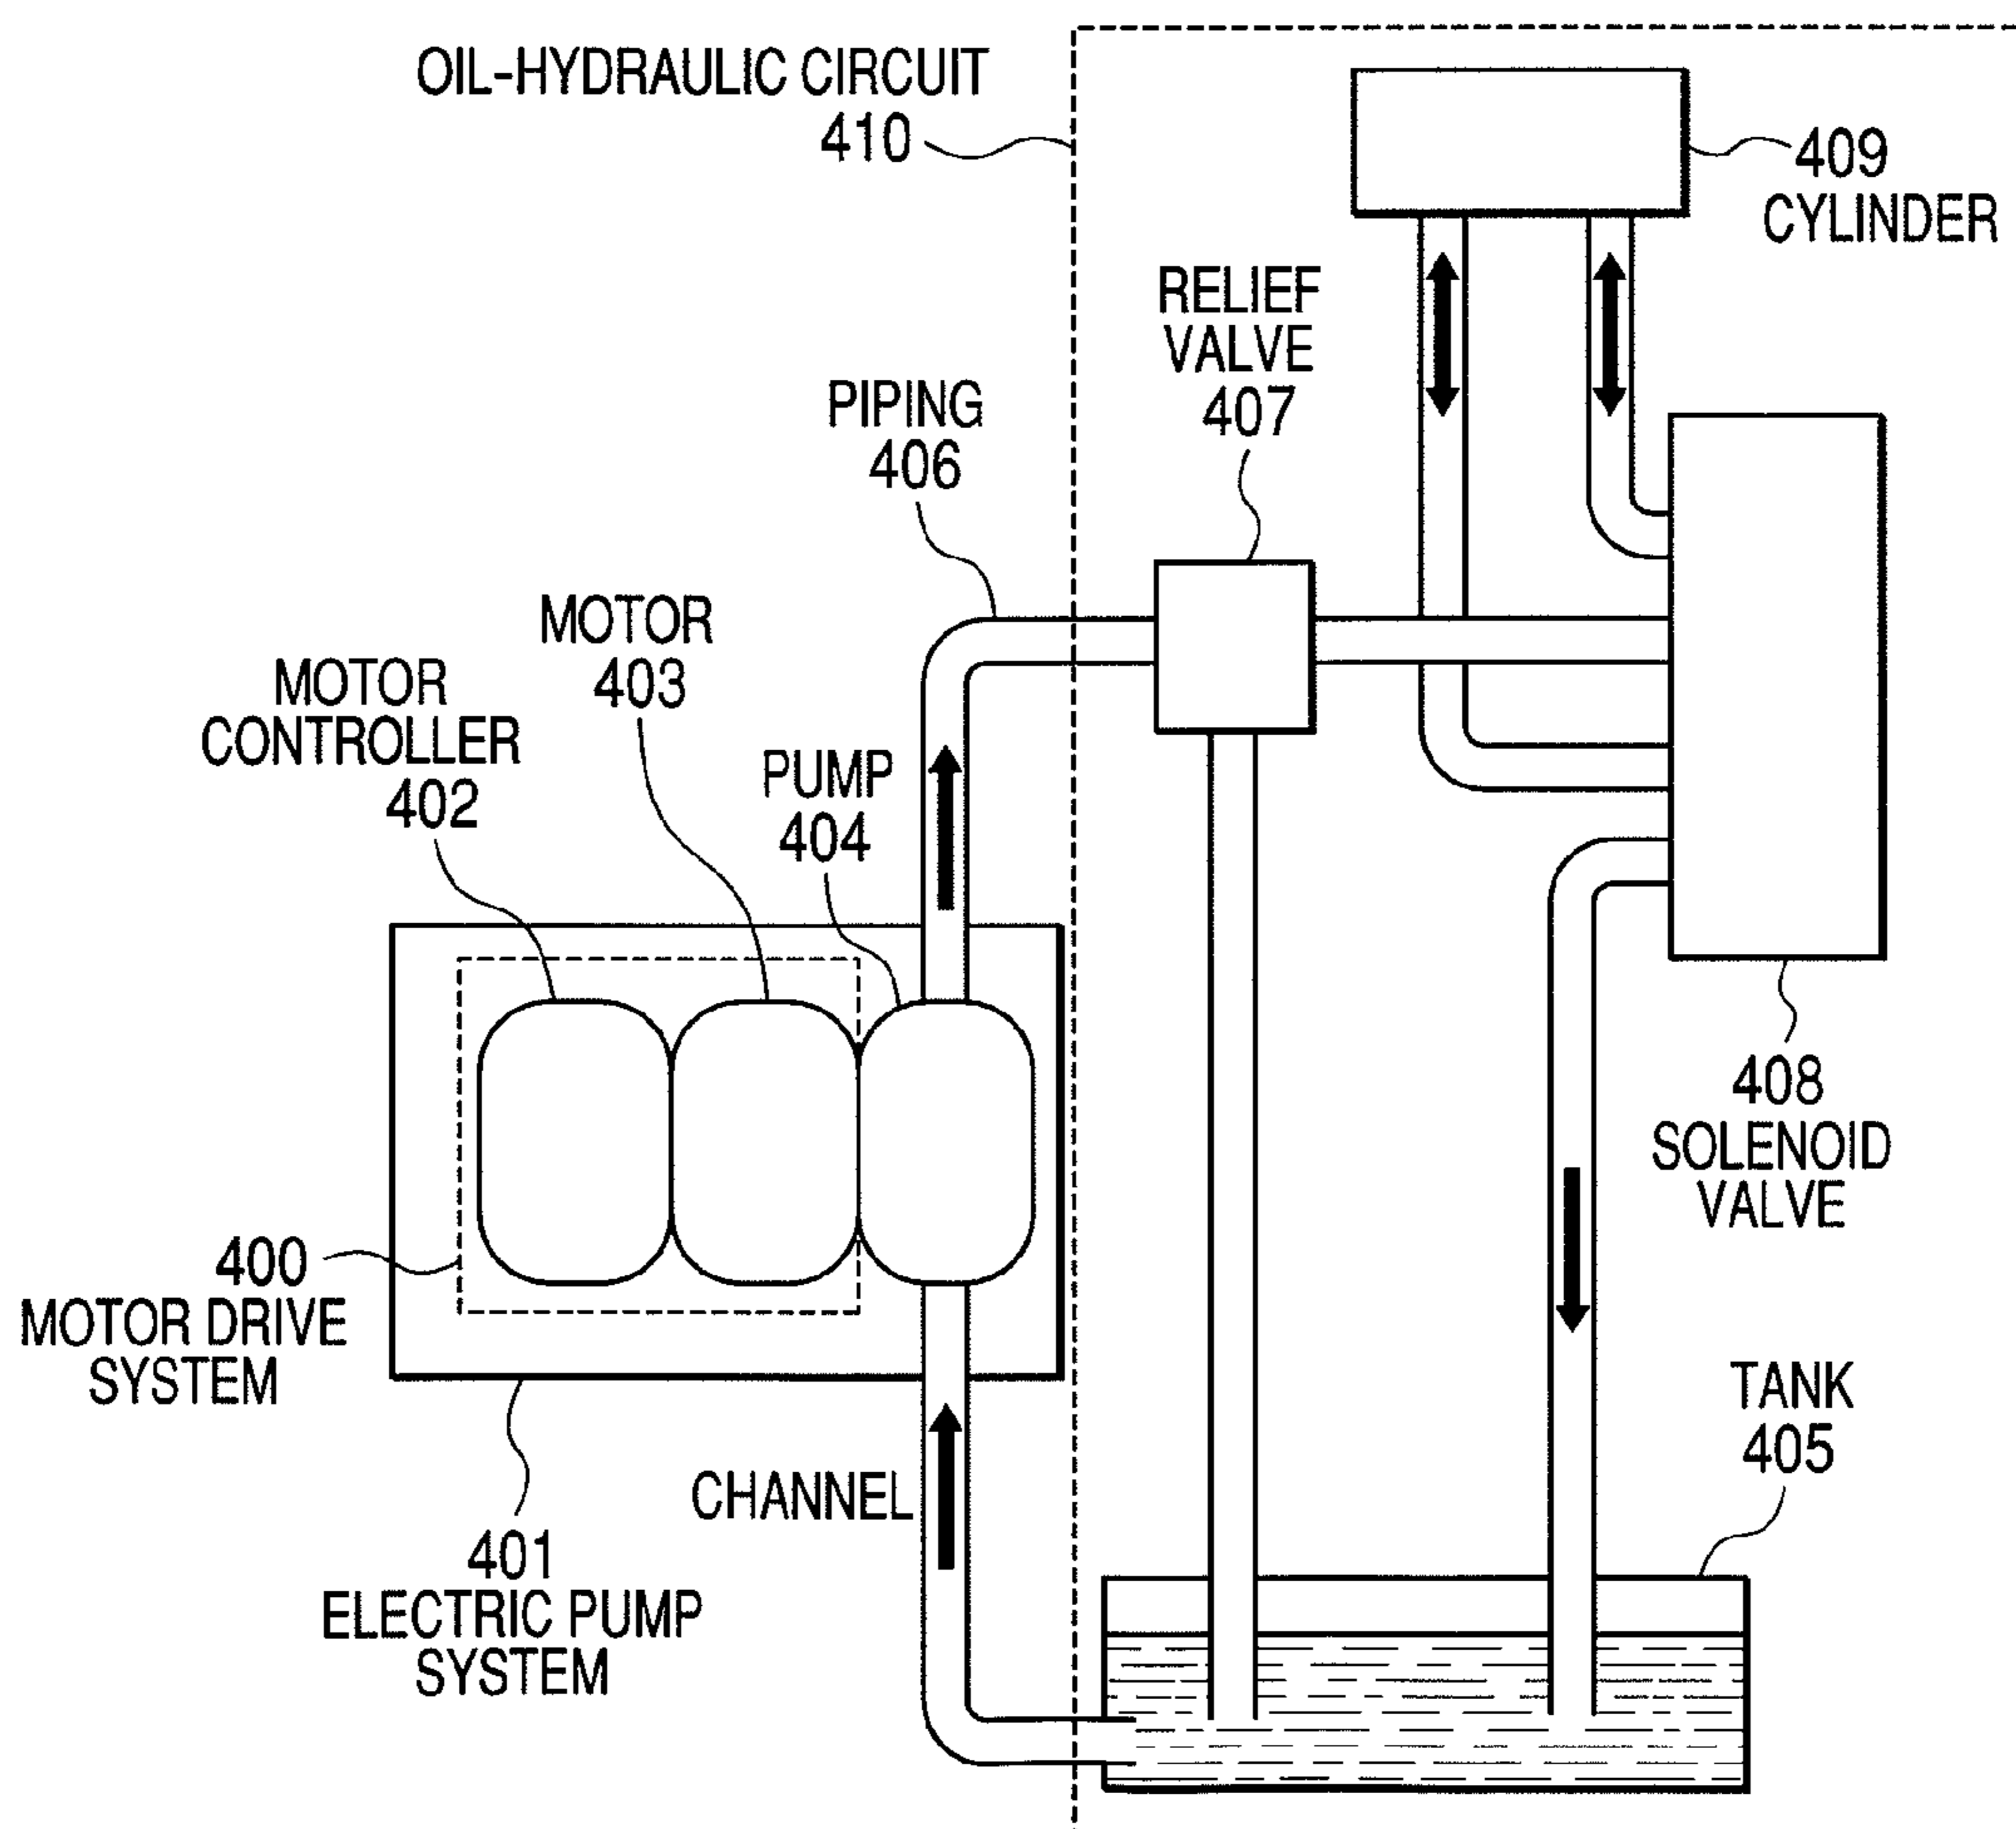 OIL-HYDRAULIC CIRCUIT
410
409
CYLINDER
RELIEF
VALVE
407
PIPING
406
MOTOR
403
MOTOR
CONTROLLER
402
PUMP
404
408
SOLENOID
VALVE
400
MOTOR DRIVE
SYSTEM
TANK
405
CHANNEL
401
ELECTRIC PUMP
SYSTEM